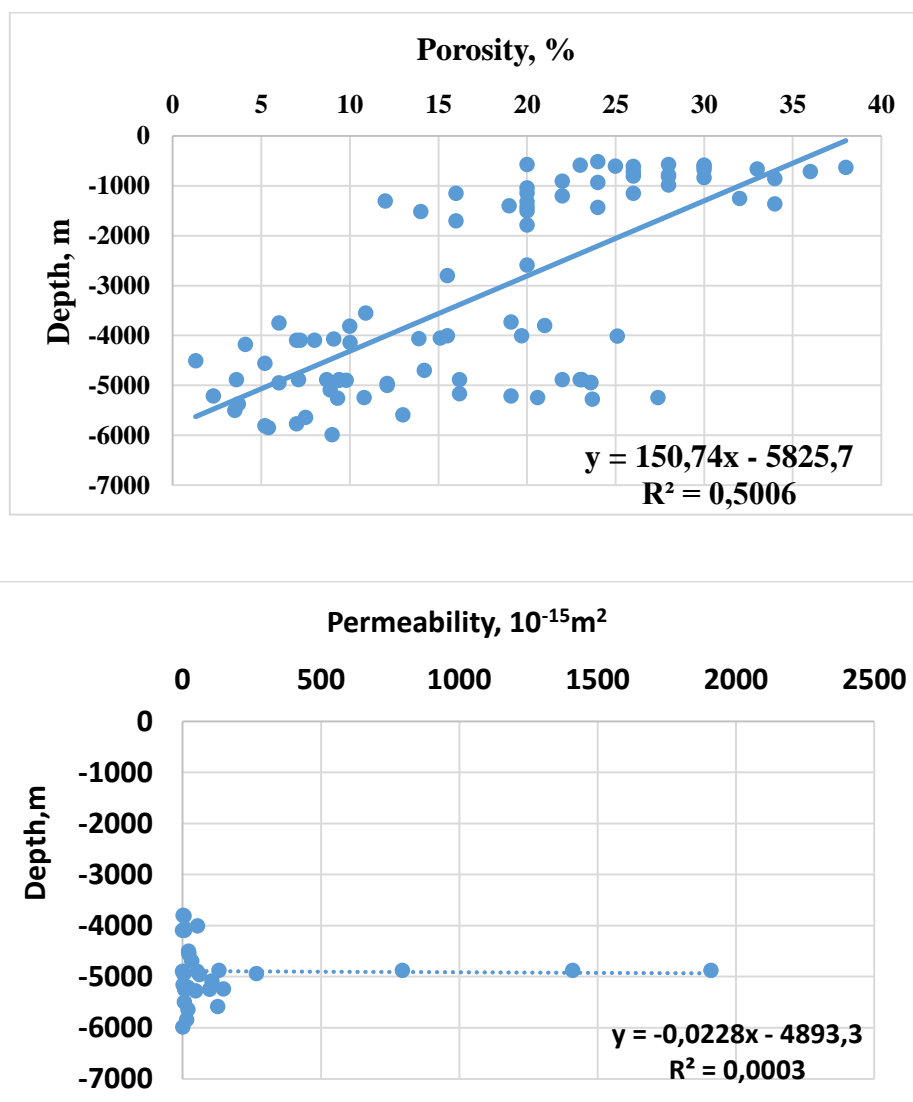 Porosity, %
0 5 10 15 20 25 30 35 40
0
-1000
-2000
-3000
-4000
-5000
-6000
-7000
Depth, m
y = 150,74x - 5825,7
R² = 0,5006
Permeability, 10⁻¹⁵m²
0 500 1000 1500 2000 2500
0
-1000
-2000
-3000
-4000
-5000
-6000
-7000
Depth,m
y = -0,0228x - 4893,3
R² = 0,0003